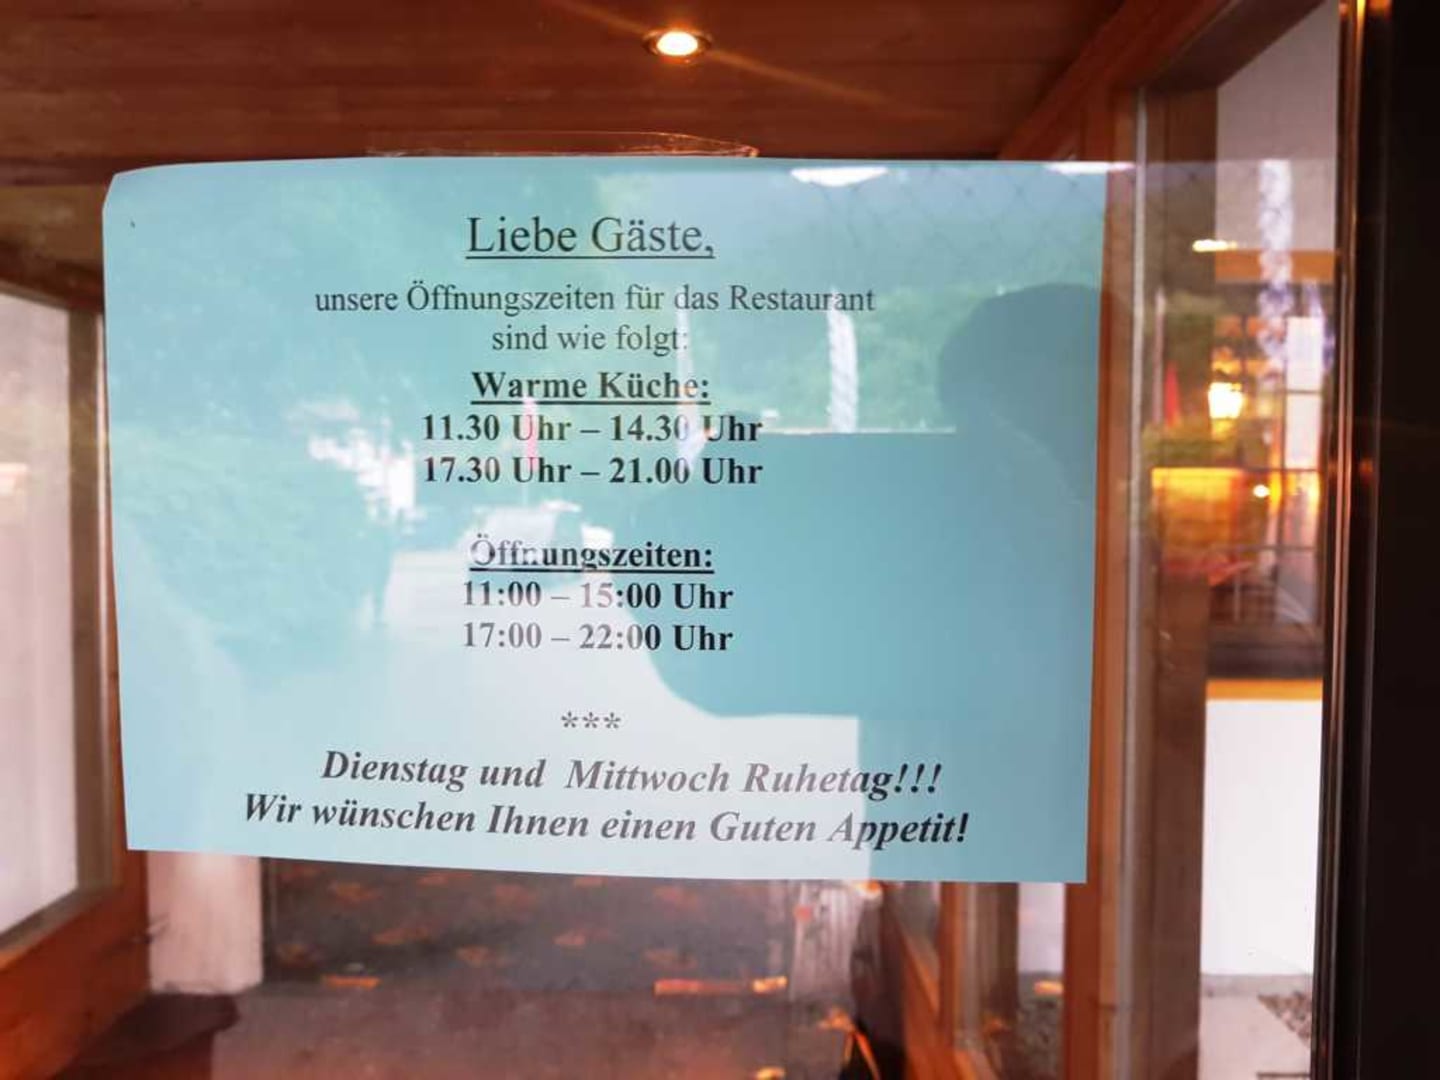 Liebe Gäste,
unsere Öffnungszeiten für das Restaurant
sind wie folgt:
Warme Küche:
11.30 Uhr – 14.30 Uhr
17.30 Uhr – 21.00 Uhr
Öffnungszeiten:
11:00 – 15:00 Uhr
17:00 – 22:00 Uhr
***
Dienstag und Mittwoch Ruhetag!!!
Wir wünschen Ihnen einen Guten Appetit!